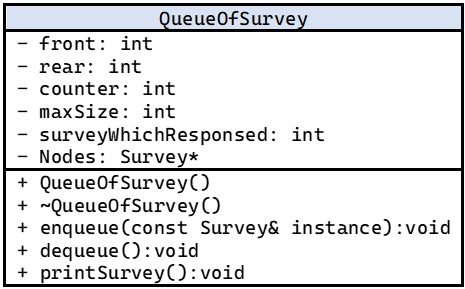 QueueOfSurvey
- front: int
- rear: int
- counter: int
- maxSize: int
- surveyWhichResponsed: int
- Nodes: Survey*
+ QueueOfSurvey()
+ ~QueueOfSurvey()
+ enqueue(const Survey& instance):void
+ dequeue():void
+ printSurvey():void